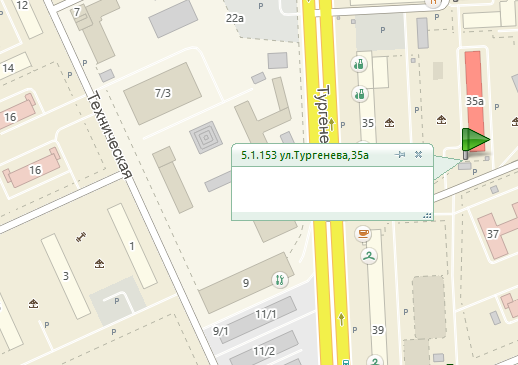 12
7
22а
14
7/3
35а
16
Техническая
Тургене
35
16
5.1.153 ул.Тургенева,35а
37
1
3
9
11/1
9/1
39
11/2
P
P
P
P
P
P
P
P
P
P